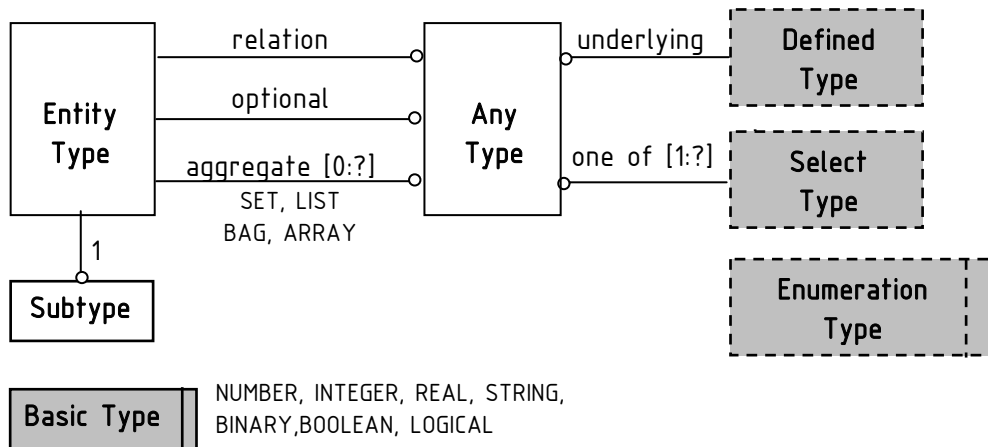 relation
underlying
Defined
Type
Entity
Type
optional
Any
Type
aggregate [0:?]
SET, LIST
BAG, ARRAY
one of [1:?]
Select
Type
1
Subtype
Enumeration
Type
Basic Type
NUMBER, INTEGER, REAL, STRING,
BINARY,BOOLEAN, LOGICAL